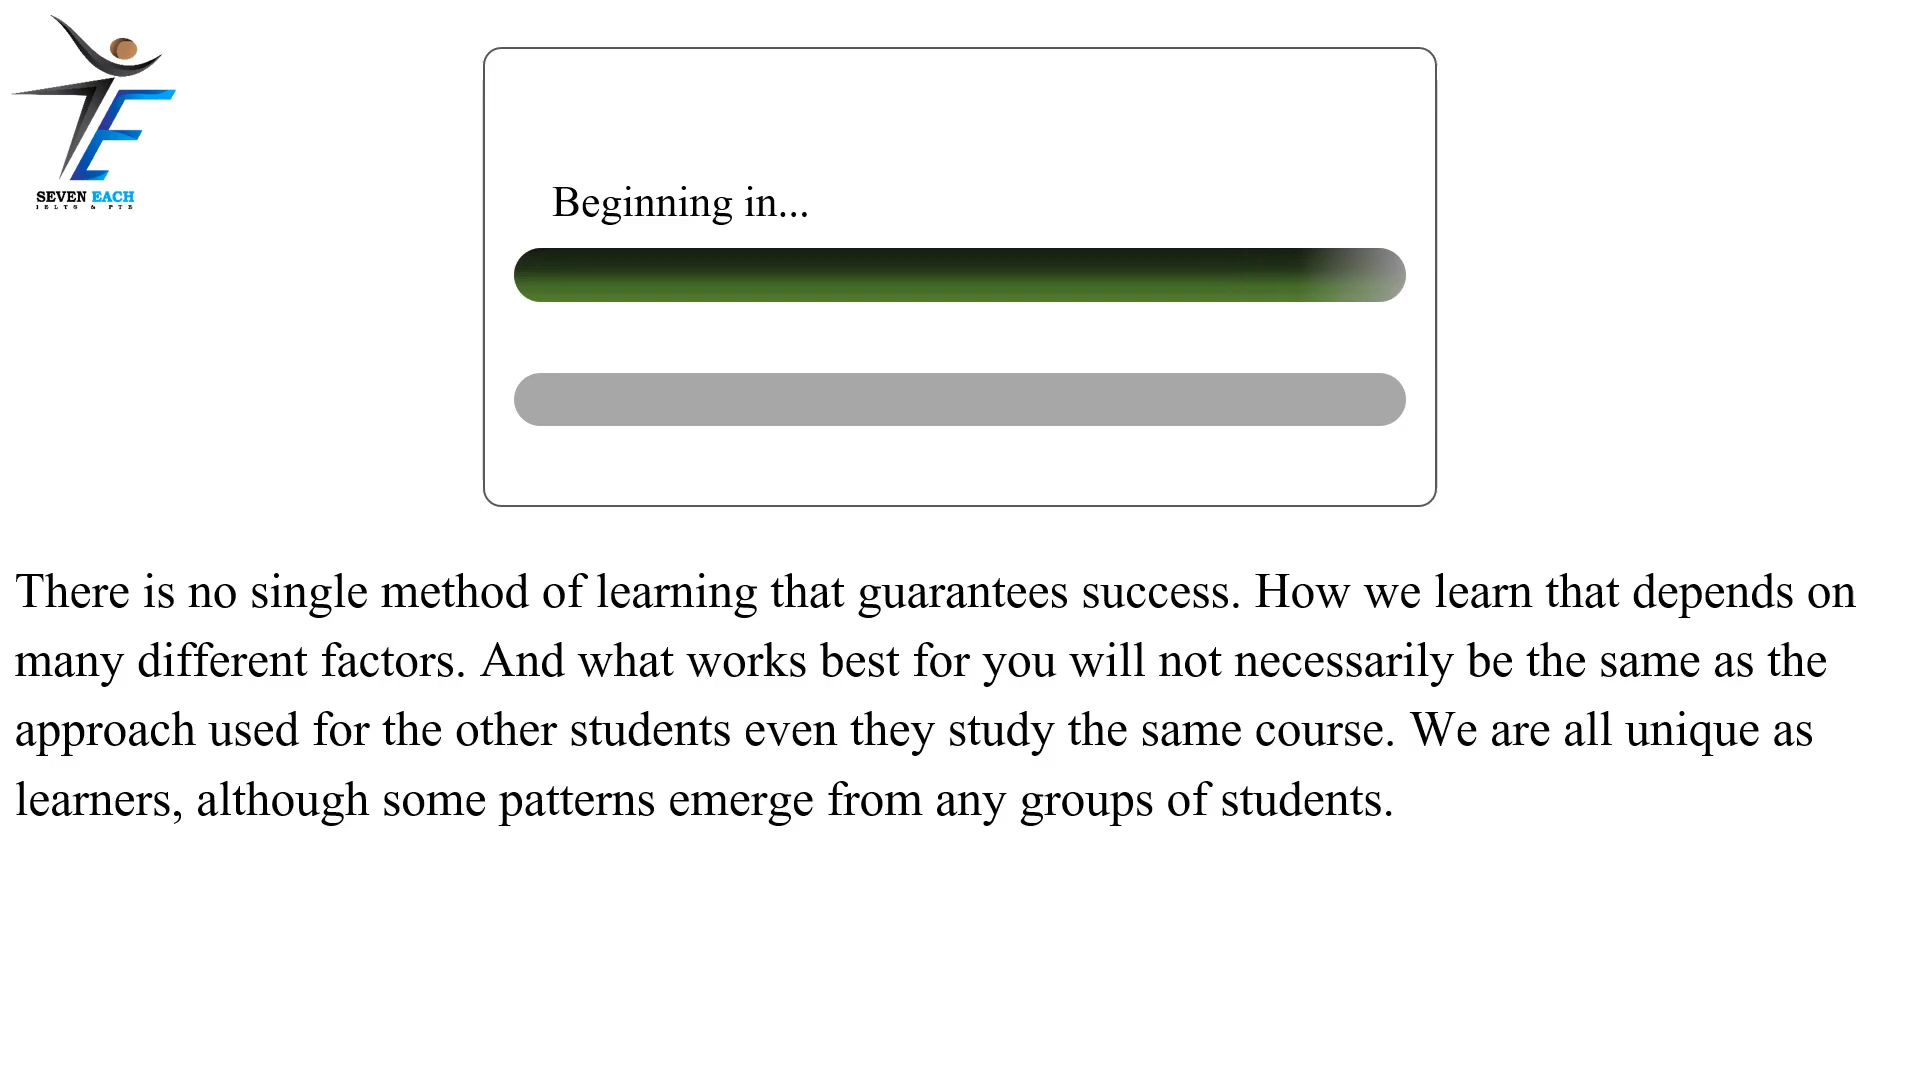 SEVEN EACH
IELTS & PTE
Beginning in...
There is no single method of learning that guarantees success. How we learn that depends on
many different factors. And what works best for you will not necessarily be the same as the
approach used for the other students even they study the same course. We are all unique as
learners, although some patterns emerge from any groups of students.